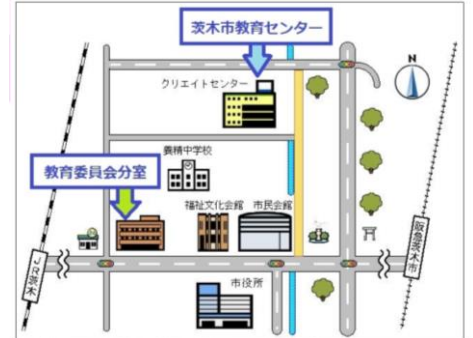 茨木市教育センター
クリエイトセンター
N
養精中学校
教育委員会分室
福祉文化会館
市民会館
JR茨木
阪急茨木市
市役所